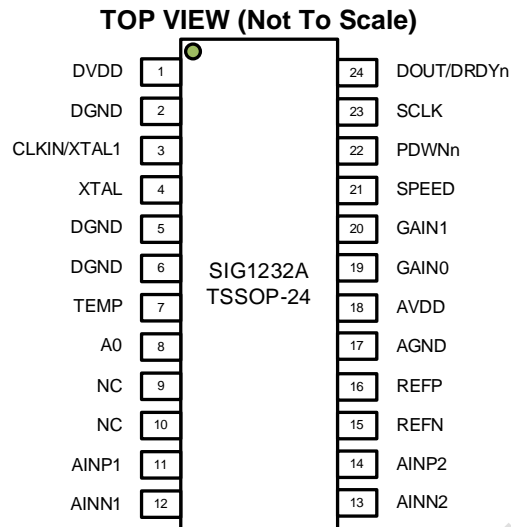 TOP VIEW (Not To Scale)
DVDD 1 24 DOUT/DRDYn
DGND 2 23 SCLK
CLKIN/XTAL1 3 22 PDWNn
XTAL 4 21 SPEED
DGND 5 20 GAIN1
DGND 6 19 GAIN0
SIG1232A
TSSOP-24
TEMP 7 18 AVDD
A0 8 17 AGND
NC 9 16 REFP
NC 10 15 REFN
AINP1 11 14 AINP2
AINN1 12 13 AINN2